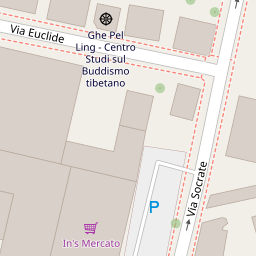 Via Euclide
Ghe Pel
Ling - Centro
Studi sul
Buddismo
tibetano
Via Socrate
P
In's Mercato